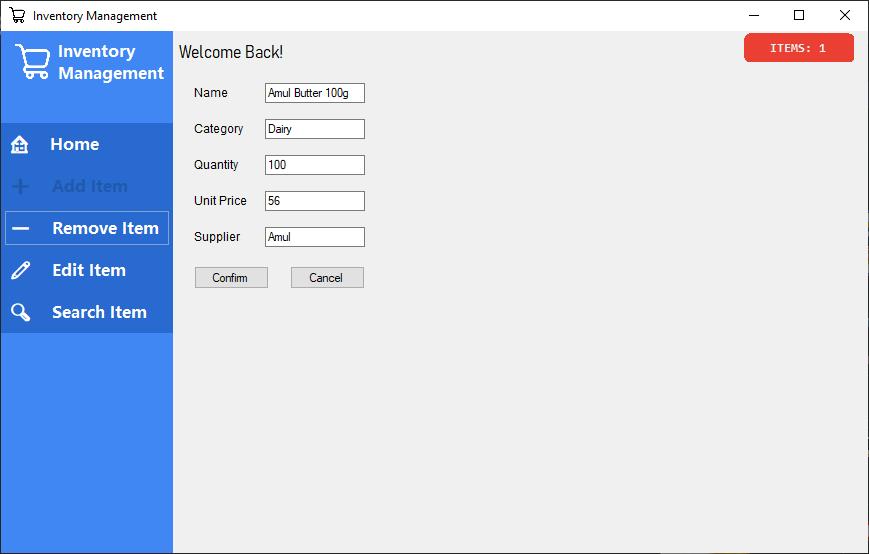 Inventory Management
Inventory
Management
Welcome Back!
ITEMS: 1
Home
Add Item
Remove Item
Edit Item
Search Item
Name Amul Butter 100g
Category Dairy
Quantity 100
Unit Price 56
Supplier Amul
Confirm Cancel